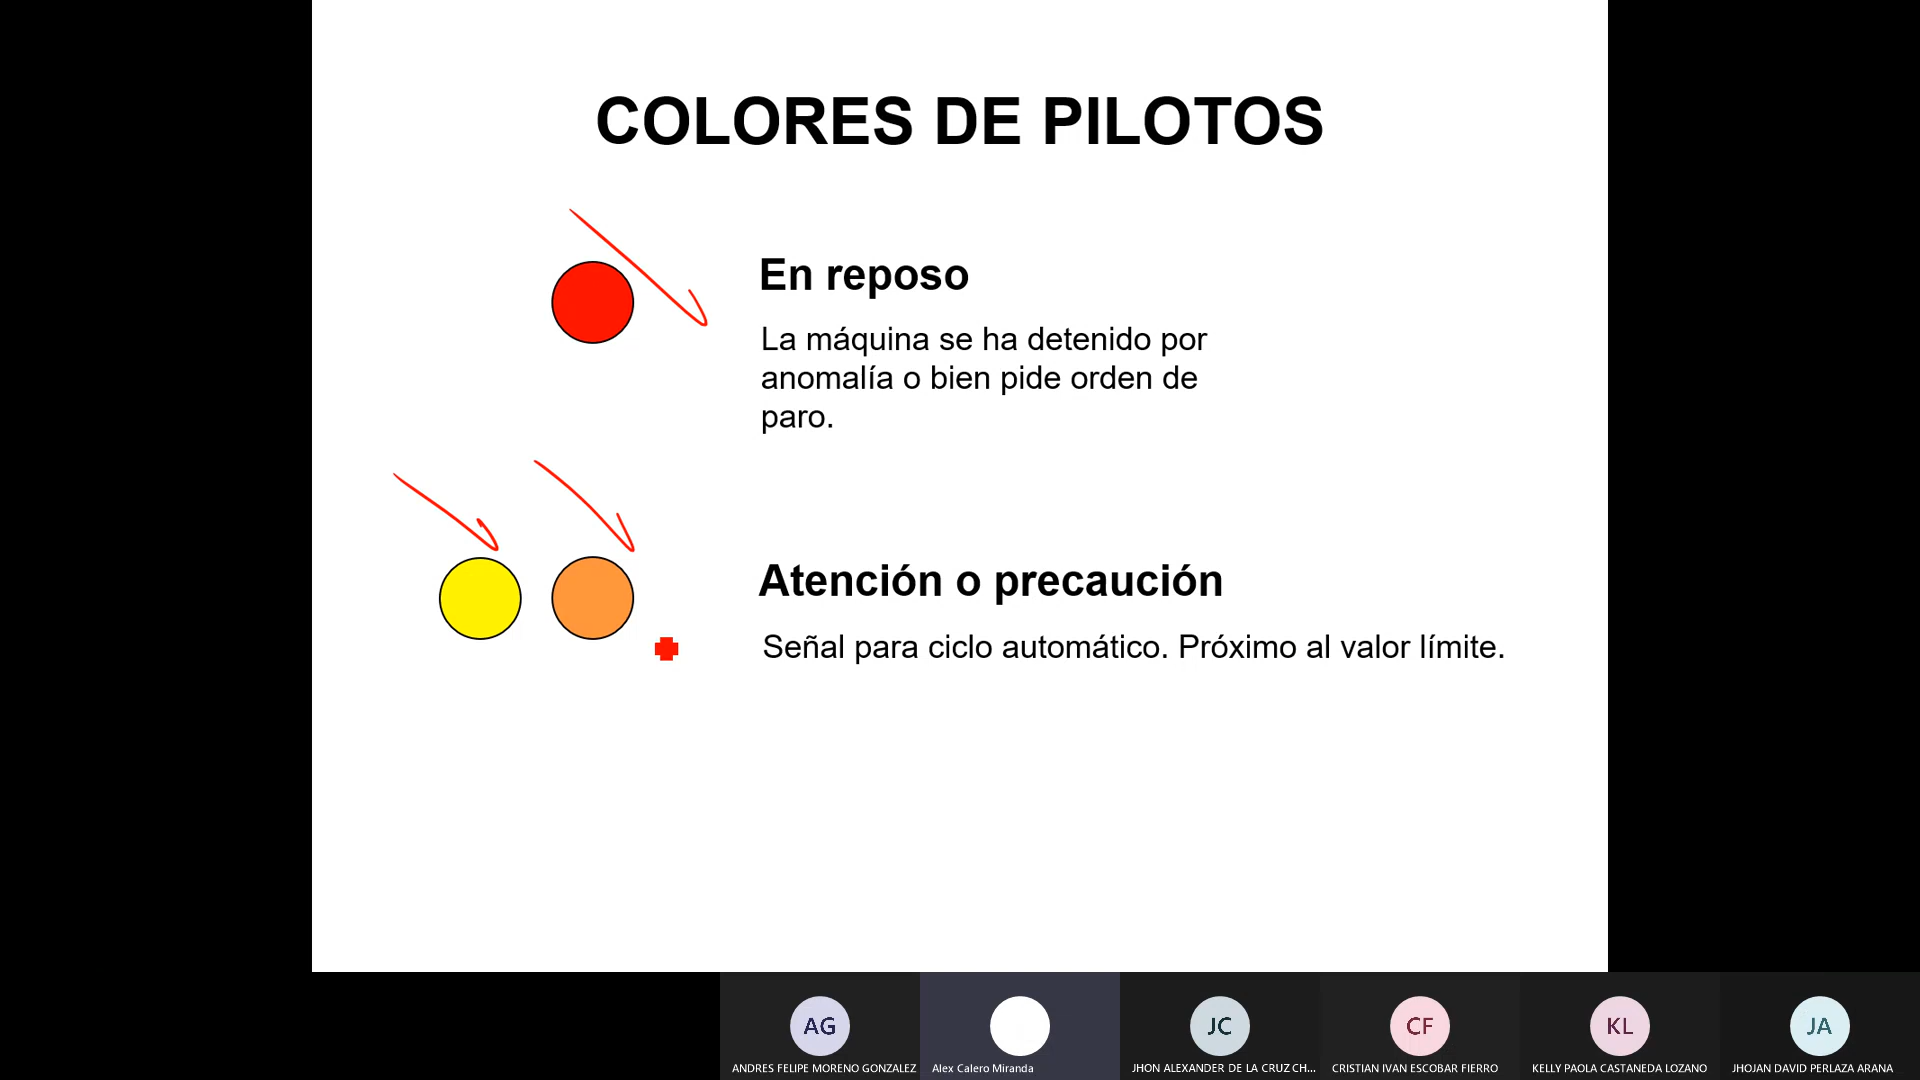 COLORES DE PILOTOS
En reposo
La máquina se ha detenido por
anomalía o bien pide orden de
paro.
Atención o precaución
Señal para ciclo automático. Próximo al valor límite.
AG
JC
CF
KL
JA
ANDRES FELIPE MORENO GONZALEZ
Alex Calero Miranda
JHON ALEXANDER DE LA CRUZ CH...
CRISTIAN IVAN ESCOBAR FIERRO
KELLY PAOLA CASTAÑEDA LOZANO
JHOJAN DAVID PERLAZA ARANA